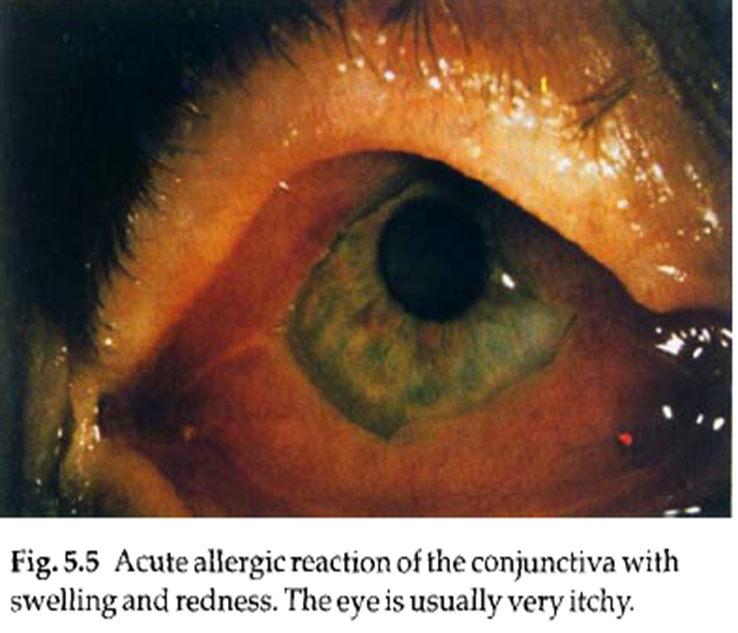 Fig. 5.5 Acute allergic reaction of the conjunctiva with
swelling and redness. The eye is usually very itchy.